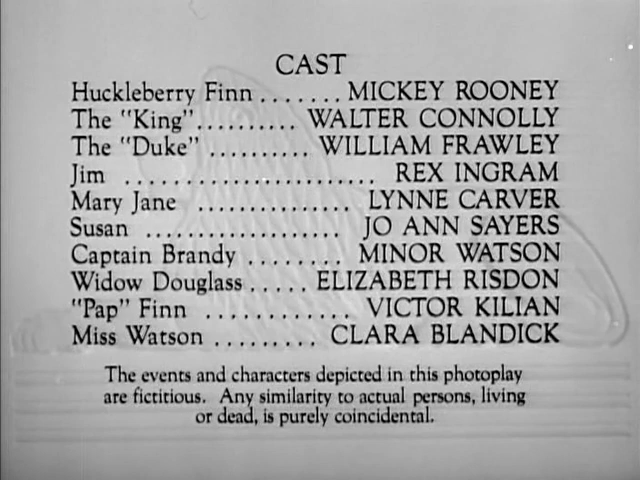 CAST
Huckleberry Finn ....... MICKEY ROONEY
The "King".......... WALTER CONNOLLY
The "Duke" .......... WILLIAM FRAWLEY
Jim ........................ REX INGRAM
Mary Jane ............... LYNNE CARVER
Susan ................... JO ANN SAYERS
Captain Brandy ........ MINOR WATSON
Widow Douglass ..... ELIZABETH RISDON
"Pap" Finn ............ VICTOR KILIAN
Miss Watson ......... CLARA BLANDICK
The events and characters depicted in this photoplay
are fictitious. Any similarity to actual persons, living
or dead, is purely coincidental.